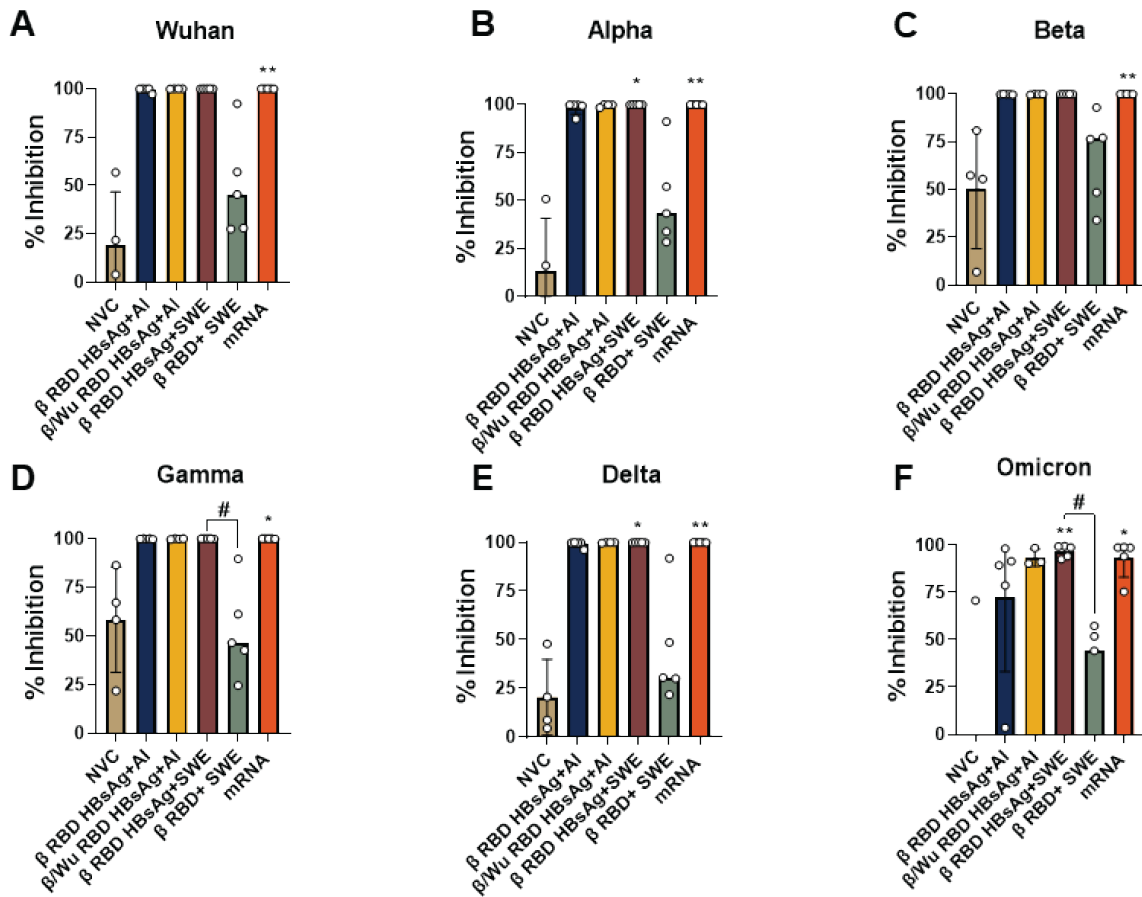 A
Wuhan
**
% Inhibition
100
75
50
25
0
NVC
β RBD HBsAg+Al
β/Wu RBD HBsAg+Al
β RBD HBsAg+SWE
β RBD+ SWE
mRNA
B
Alpha
*
**
% Inhibition
100
75
50
25
0
NVC
β RBD HBsAg+Al
β/Wu RBD HBsAg+Al
β RBD HBsAg+SWE
β RBD+ SWE
mRNA
C
Beta
**
% Inhibition
100
75
50
25
0
NVC
β RBD HBsAg+Al
β/Wu RBD HBsAg+Al
β RBD HBsAg+SWE
β RBD+ SWE
mRNA
D
Gamma
#
*
% Inhibition
100
75
50
25
0
NVC
β RBD HBsAg+Al
β/Wu RBD HBsAg+Al
β RBD HBsAg+SWE
β RBD+ SWE
mRNA
E
Delta
*
**
% Inhibition
100
75
50
25
0
NVC
β RBD HBsAg+Al
β/Wu RBD HBsAg+Al
β RBD HBsAg+SWE
β RBD+ SWE
mRNA
F
Omicron
#
**
*
% Inhibition
100
75
50
25
0
NVC
β RBD HBsAg+Al
β/Wu RBD HBsAg+Al
β RBD HBsAg+SWE
β RBD+ SWE
mRNA